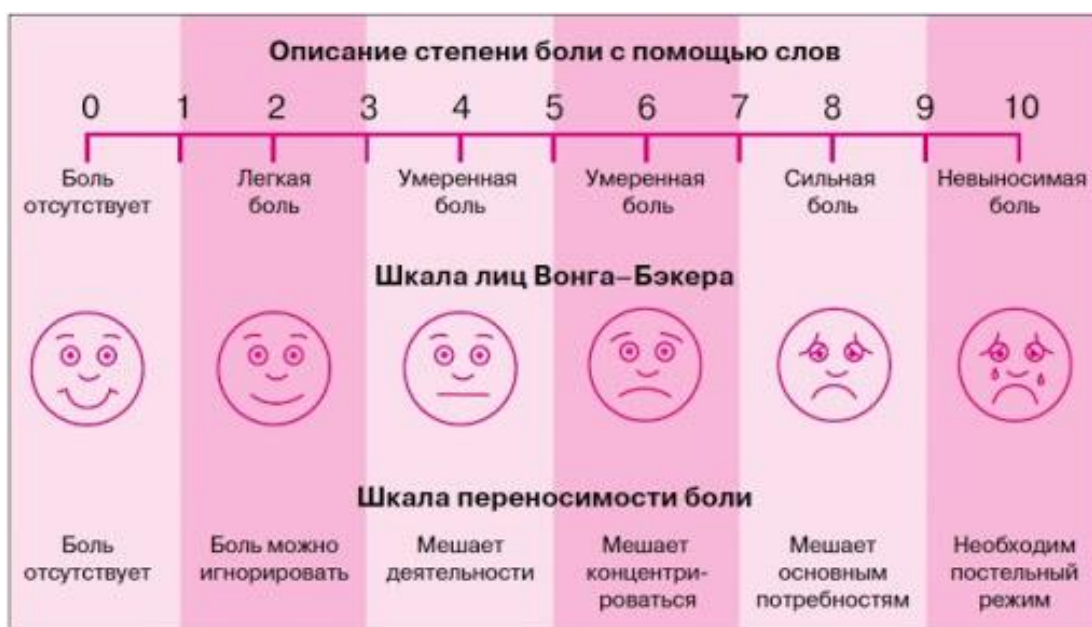 Описание степени боли с помощью слов
0 1 2 3 4 5 6 7 8 9 10
Боль отсутствует
Легкая боль
Умеренная боль
Умеренная боль
Сильная боль
Невыносимая боль
Шкала лиц Вонга–Бэкера
Шкала переносимости боли
Боль отсутствует
Боль можно игнорировать
Мешает деятельности
Мешает концентри-
роваться
Мешает основным потребностям
Необходим постельный режим